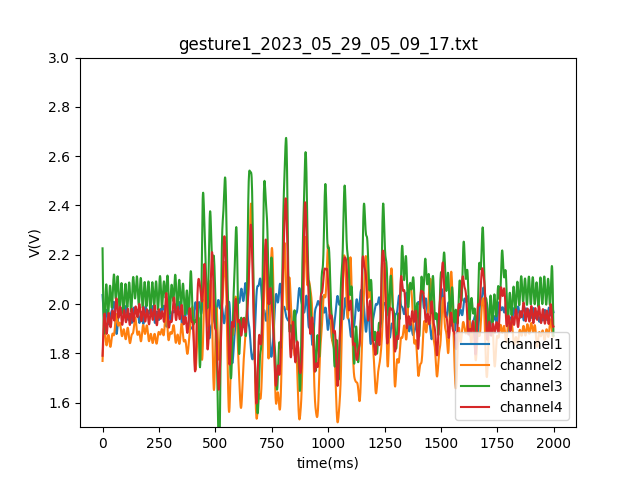 gesture1_2023_05_29_05_09_17.txt
3.0
2.8
2.6
2.4
2.2
2.0
1.8
1.6
V(V)
0 250 500 750 1000 1250 1500 1750 2000
time(ms)
channel1
channel2
channel3
channel4